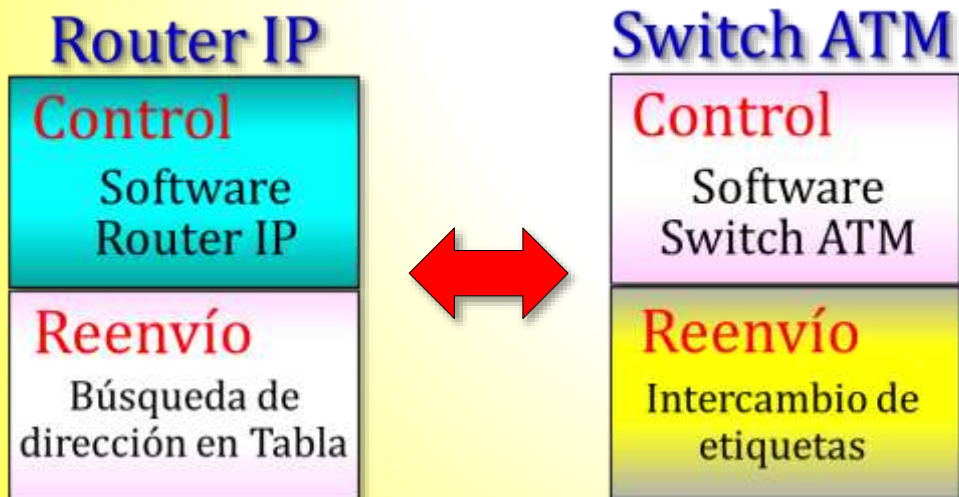 Router IP
Control
Software
Router IP
Reenvío
Búsqueda de
dirección en Tabla
Switch ATM
Control
Software
Switch ATM
Reenvío
Intercambio de
etiquetas